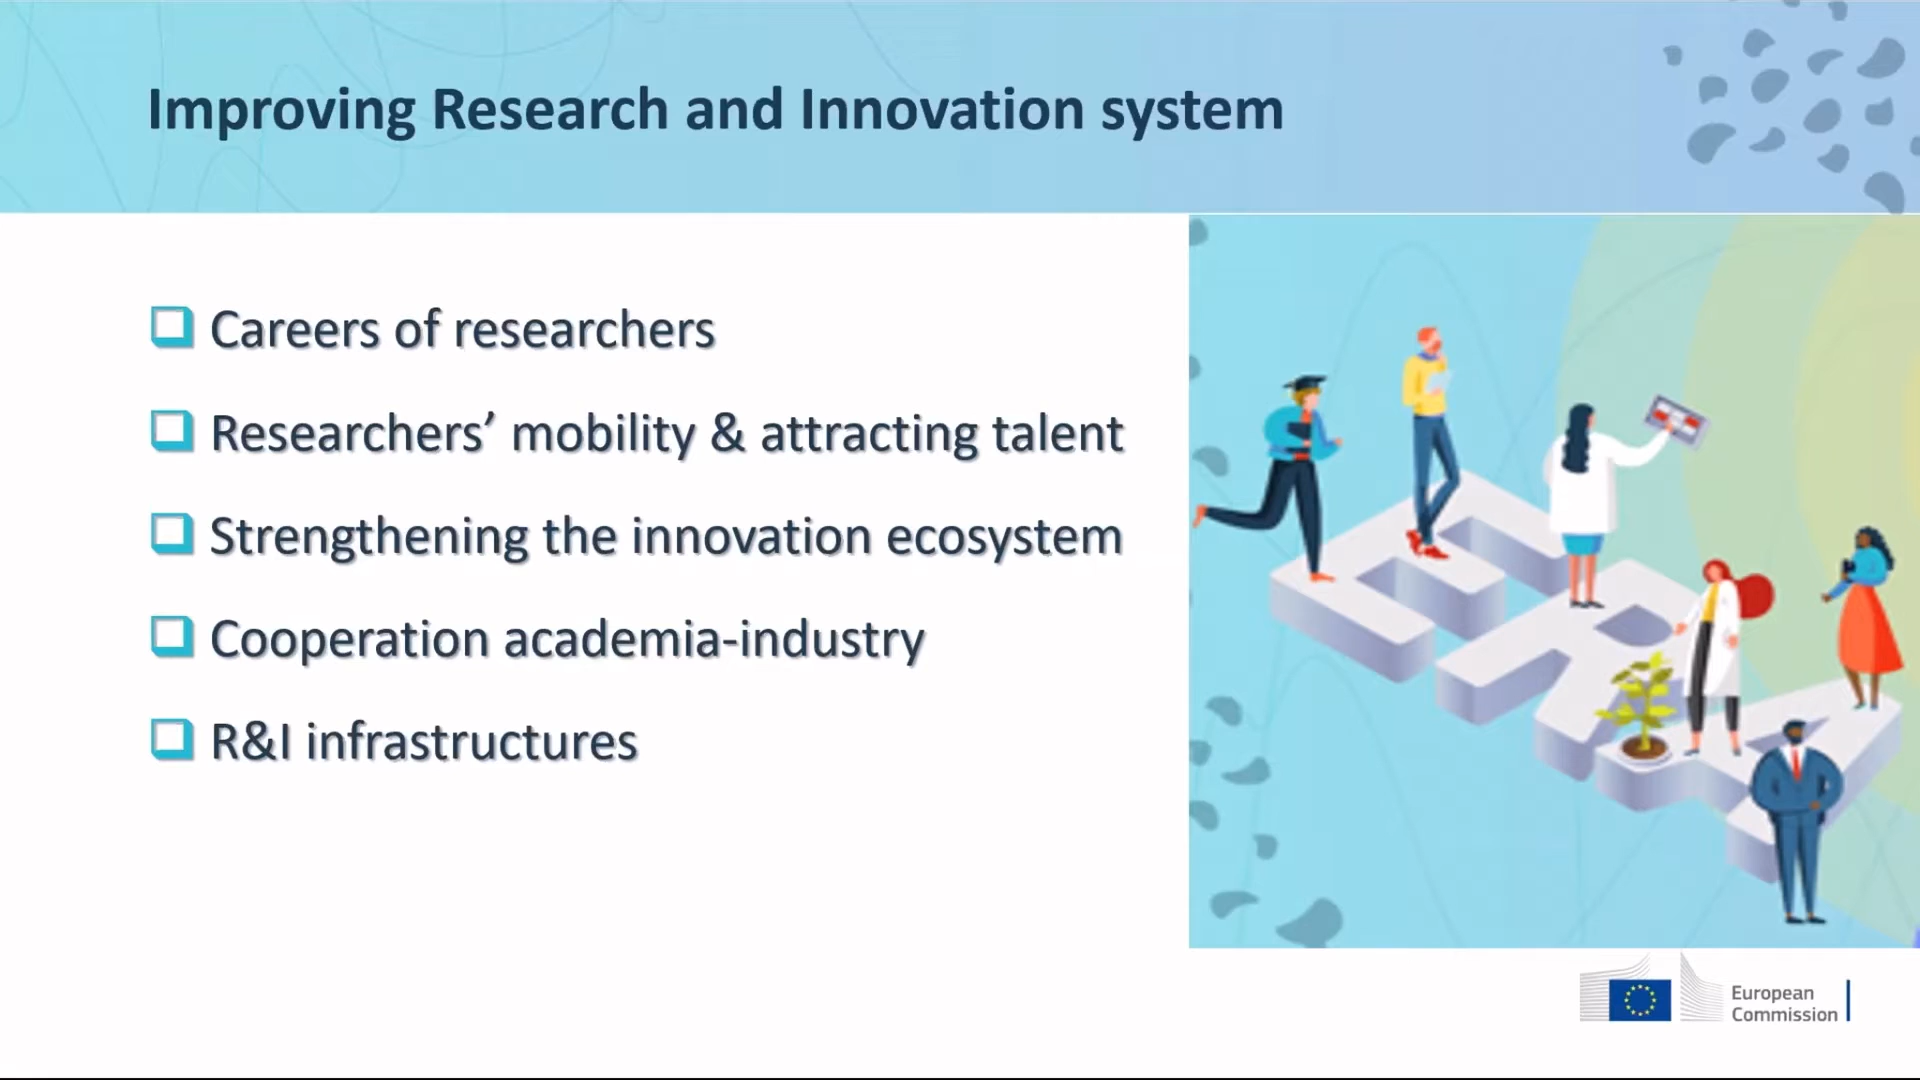 Improving Research and Innovation system
Careers of researchers
Researchers’ mobility & attracting talent
Strengthening the innovation ecosystem
Cooperation academia-industry
R&I infrastructures
ERA
European
Commission